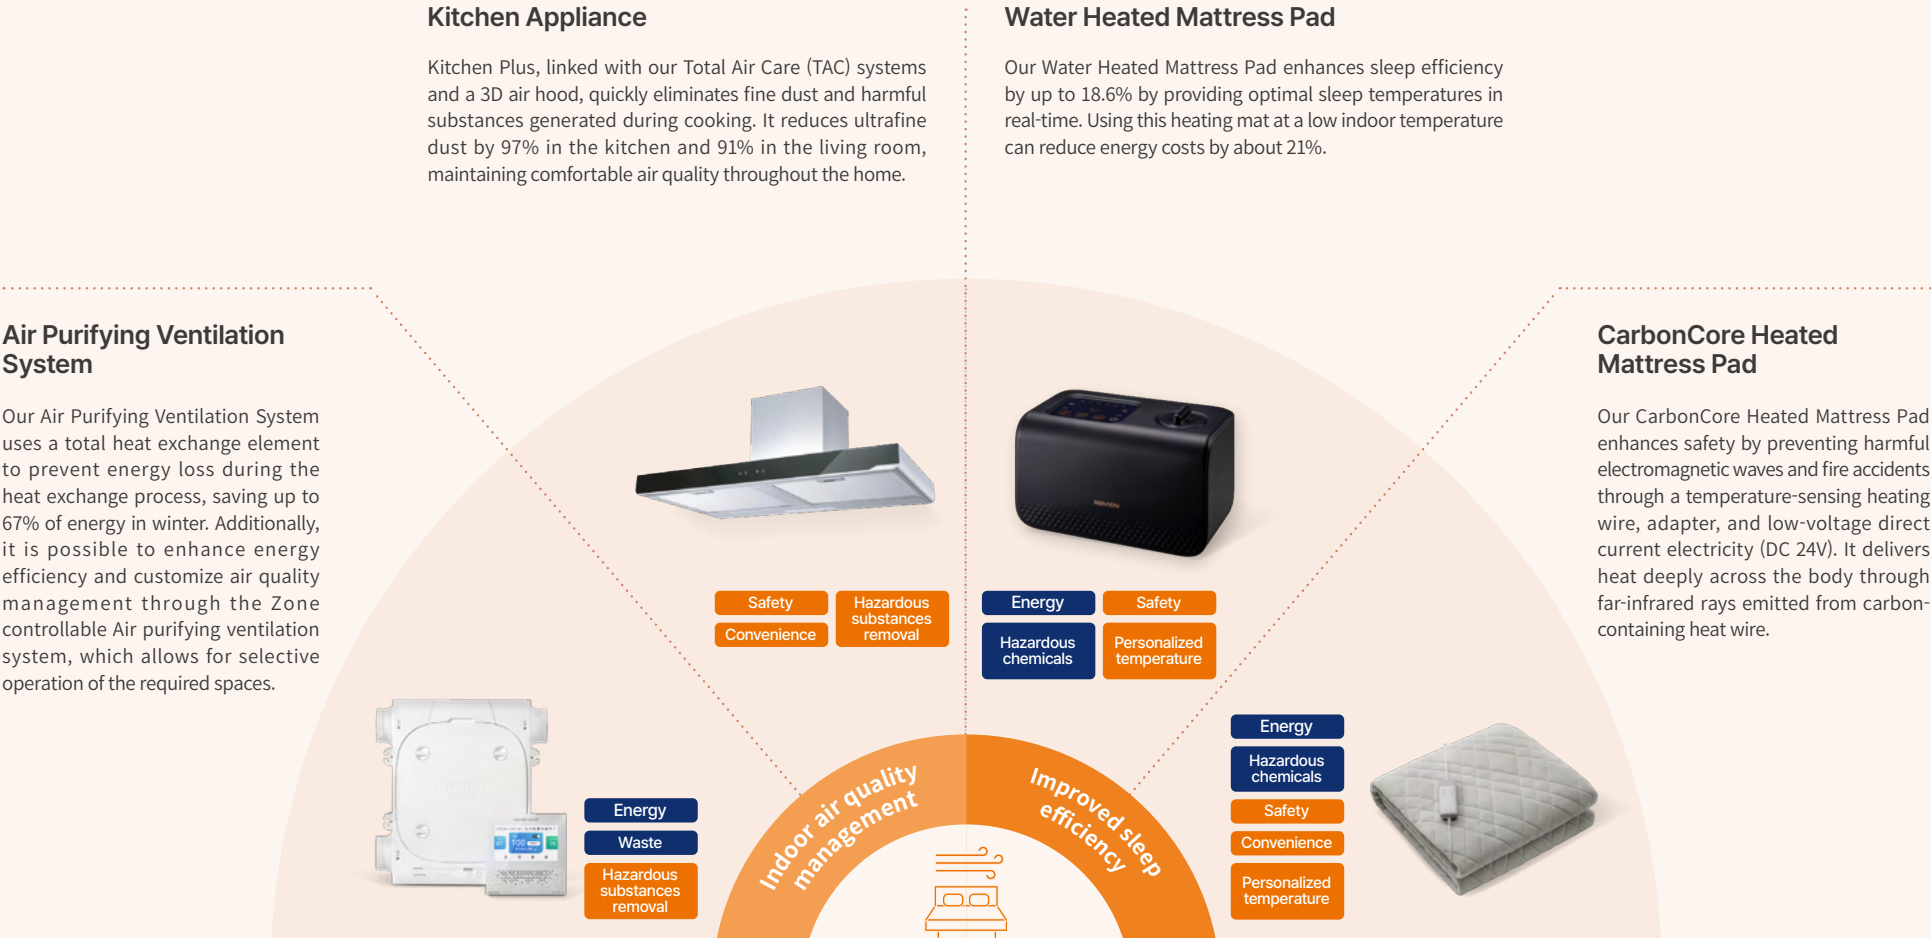 Kitchen Appliance
Kitchen Plus, linked with our Total Air Care (TAC) systems
and a 3D air hood, quickly eliminates fine dust and harmful
substances generated during cooking. It reduces ultrafine
dust by 97% in the kitchen and 91% in the living room,
maintaining comfortable air quality throughout the home.
Water Heated Mattress Pad
Our Water Heated Mattress Pad enhances sleep efficiency
by up to 18.6% by providing optimal sleep temperatures in
real-time. Using this heating mat at a low indoor temperature
can reduce energy costs by about 21%.
Air Purifying Ventilation
System
Our Air Purifying Ventilation System
uses a total heat exchange element
to prevent energy loss during the
heat exchange process, saving up to
67% of energy in winter. Additionally,
it is possible to enhance energy
efficiency and customize air quality
management through the Zone
controllable Air purifying ventilation
system, which allows for selective
operation of the required spaces.
CarbonCore Heated
Mattress Pad
Our CarbonCore Heated Mattress Pad
enhances safety by preventing harmful
electromagnetic waves and fire accidents
through a temperature-sensing heating
wire, adapter, and low-voltage direct
current electricity (DC 24V). It delivers
heat deeply across the body through
far-infrared rays emitted from carbon-
containing heat wire.
NAVIEN
Safety
Convenience
Hazardous
substances
removal
Energy
Safety
Hazardous
chemicals
Personalized
temperature
100
Energy
Waste
Hazardous
substances
removal
Indoor air quality
management
Improved sleep
efficiency
Energy
Hazardous
chemicals
Safety
Convenience
Personalized
temperature